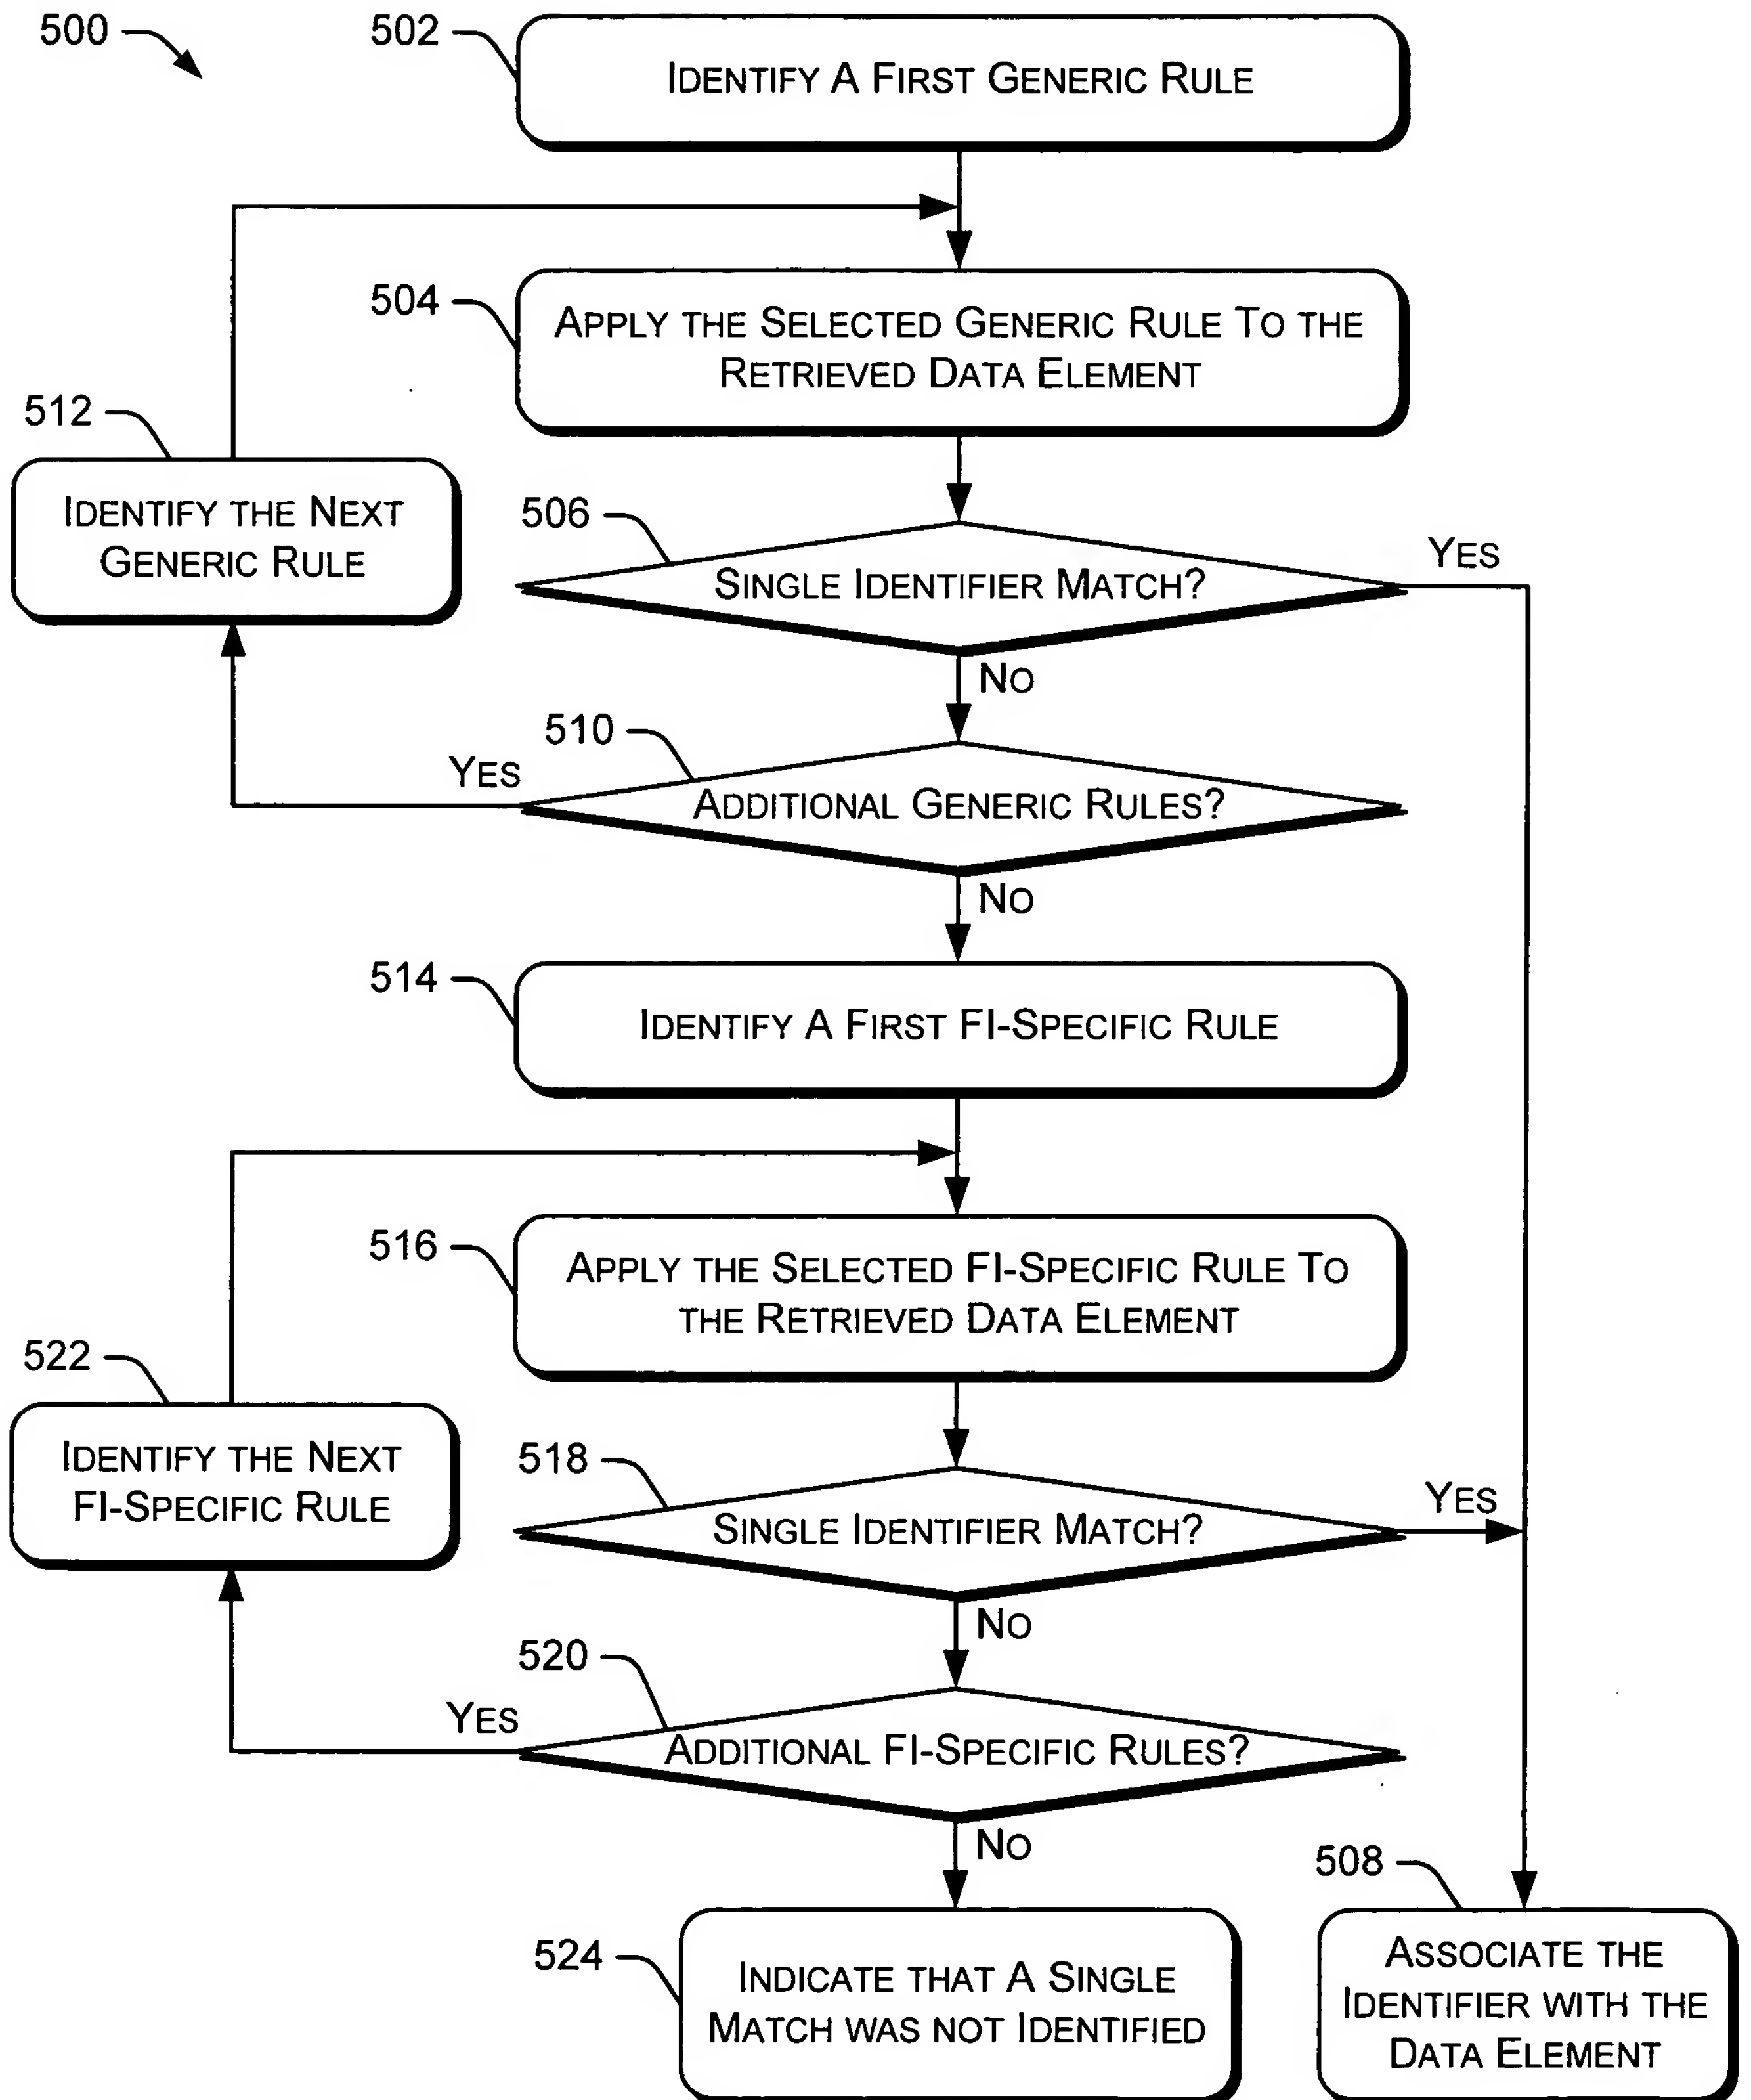 500
502
IDENTIFY A FIRST GENERIC RULE
504
APPLY THE SELECTED GENERIC RULE TO THE
RETRIEVED DATA ELEMENT
512
IDENTIFY THE NEXT
GENERIC RULE
506
SINGLE IDENTIFIER MATCH?
YES
NO
510
YES
ADDITIONAL GENERIC RULES?
NO
514
IDENTIFY A FIRST FI-SPECIFIC RULE
516
APPLY THE SELECTED FI-SPECIFIC RULE TO
THE RETRIEVED DATA ELEMENT
522
IDENTIFY THE NEXT
FI-SPECIFIC RULE
518
SINGLE IDENTIFIER MATCH?
YES
NO
520
YES
ADDITIONAL FI-SPECIFIC RULES?
NO
524
INDICATE THAT A SINGLE
MATCH WAS NOT IDENTIFIED
508
ASSOCIATE THE
IDENTIFIER WITH THE
DATA ELEMENT